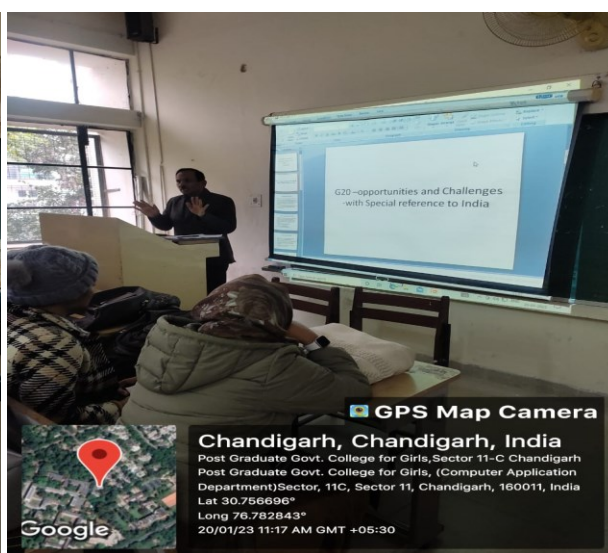 G20 –opportunities and Challenges
-with Special reference to India
GPS Map Camera
Chandigarh, Chandigarh, India
Post Graduate Govt. College for Girls,Sector 11-C Chandigarh
Post Graduate Govt. College for Girls, (Computer Application
Department)Sector, 11C, Sector 11, Chandigarh, 160011, India
Lat 30.756696°
Long 76.782843°
20/01/23 11:17 AM GMT +05:30
Google